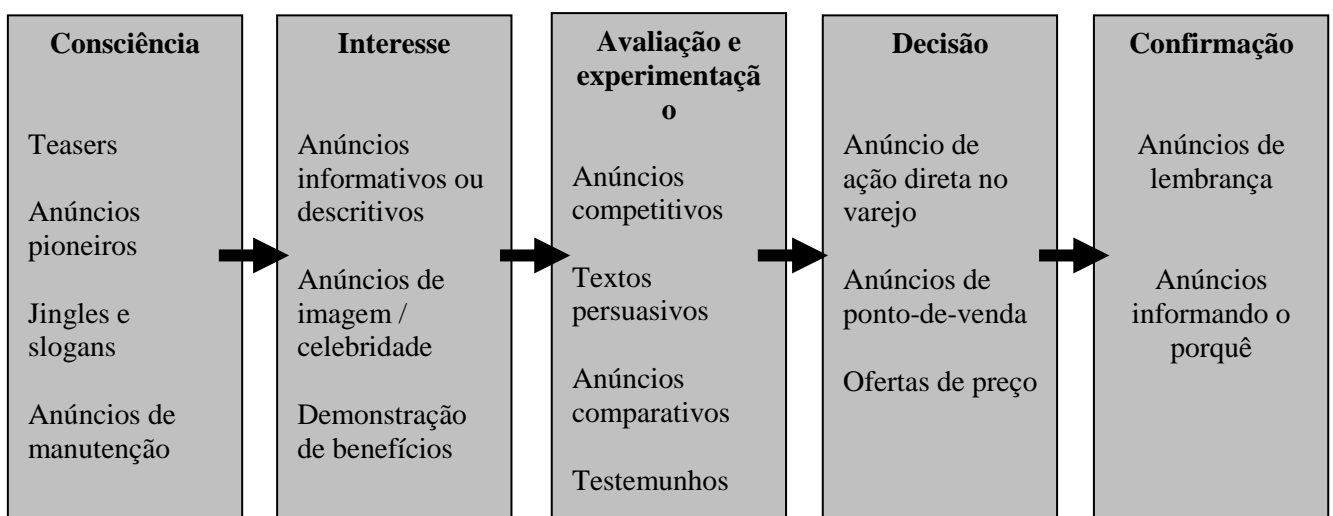 Consciência
Teasers
Anúncios
pioneiros
Jingles e
slogans
Anúncios de
manutenção
Interesse
Anúncios
informativos ou
descritivos
Anúncios de
imagem /
celebridade
Demonstração
de benefícios
Avaliação e
experimentaçã
o
Anúncios
competitivos
Textos
persuasivos
Anúncios
comparativos
Testemunhos
Decisão
Anúncio de
ação direta no
varejo
Anúncios de
ponto-de-venda
Ofertas de preço
Confirmação
Anúncios de
lembrança
Anúncios
informando o
porquê